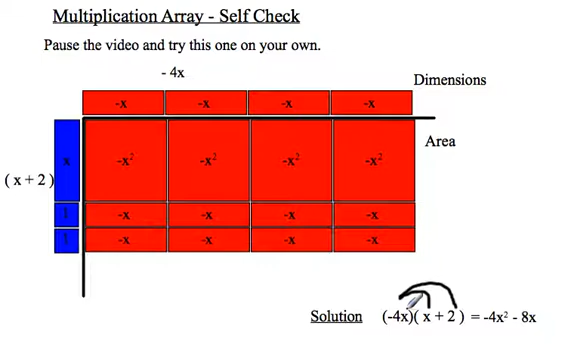 Multiplication Array - Self Check
Pause the video and try this one on your own.
- 4x
Dimensions
-x -x -x -x
Area
( x + 2 )
x -x² -x² -x² -x²
1 -x -x -x -x
1 -x -x -x -x
Solution (-4x)( x + 2 ) = -4x² - 8x